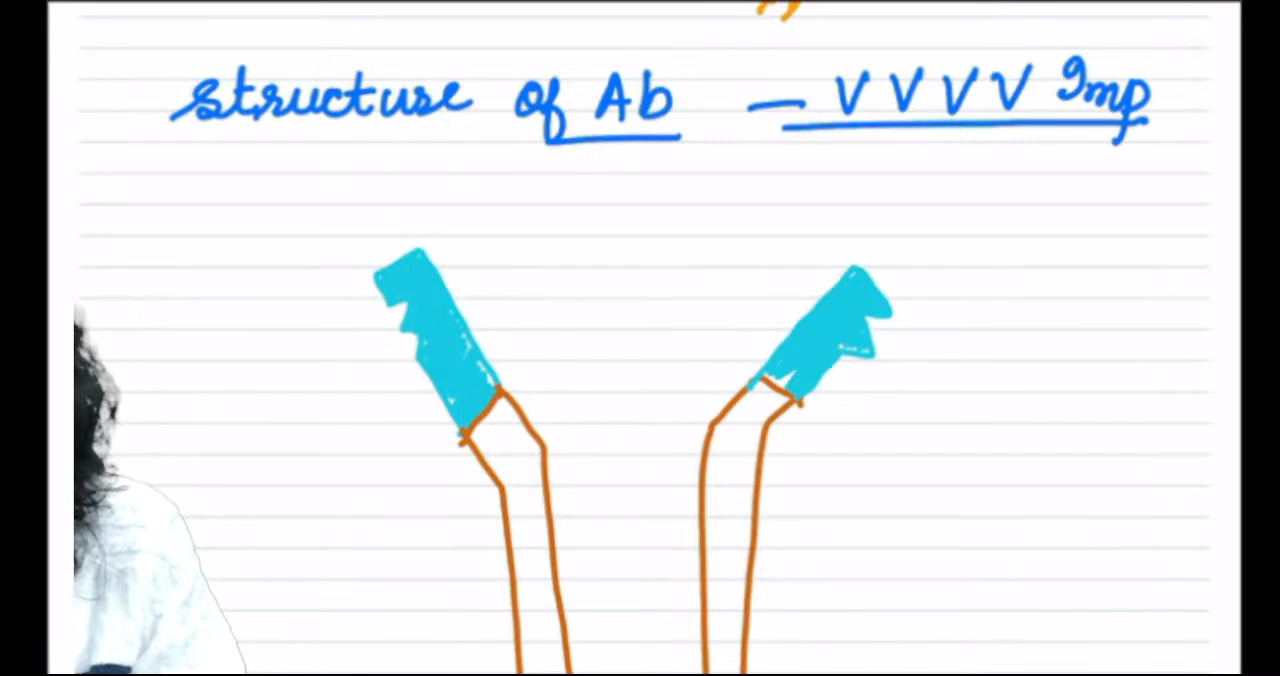 structure of Ab — V V V V Imp